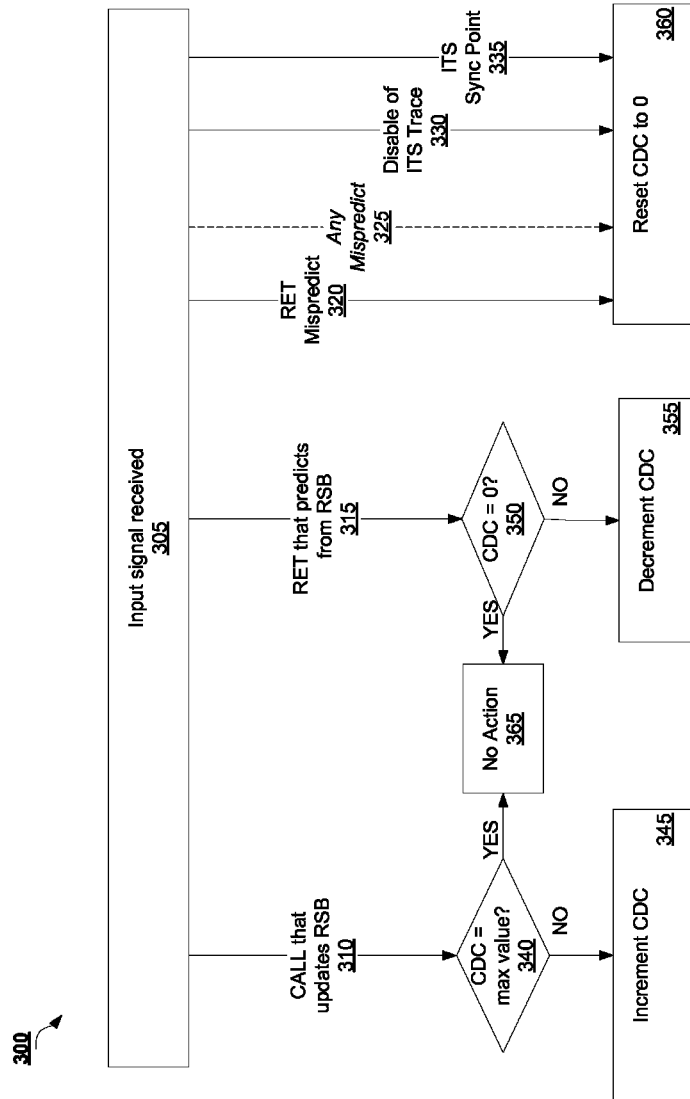 300
Input signal received
305
CALL that
updates RSB
310
RET that predicts
from RSB
315
RET
Mispredict
320
Any
Mispredict
325
Disable of
ITS Trace
330
ITS
Sync Point
335
CDC =
max value?
340
YES
NO
No Action
365
CDC = 0?
350
YES
NO
Increment CDC
345
Decrement CDC
355
Reset CDC to 0
360